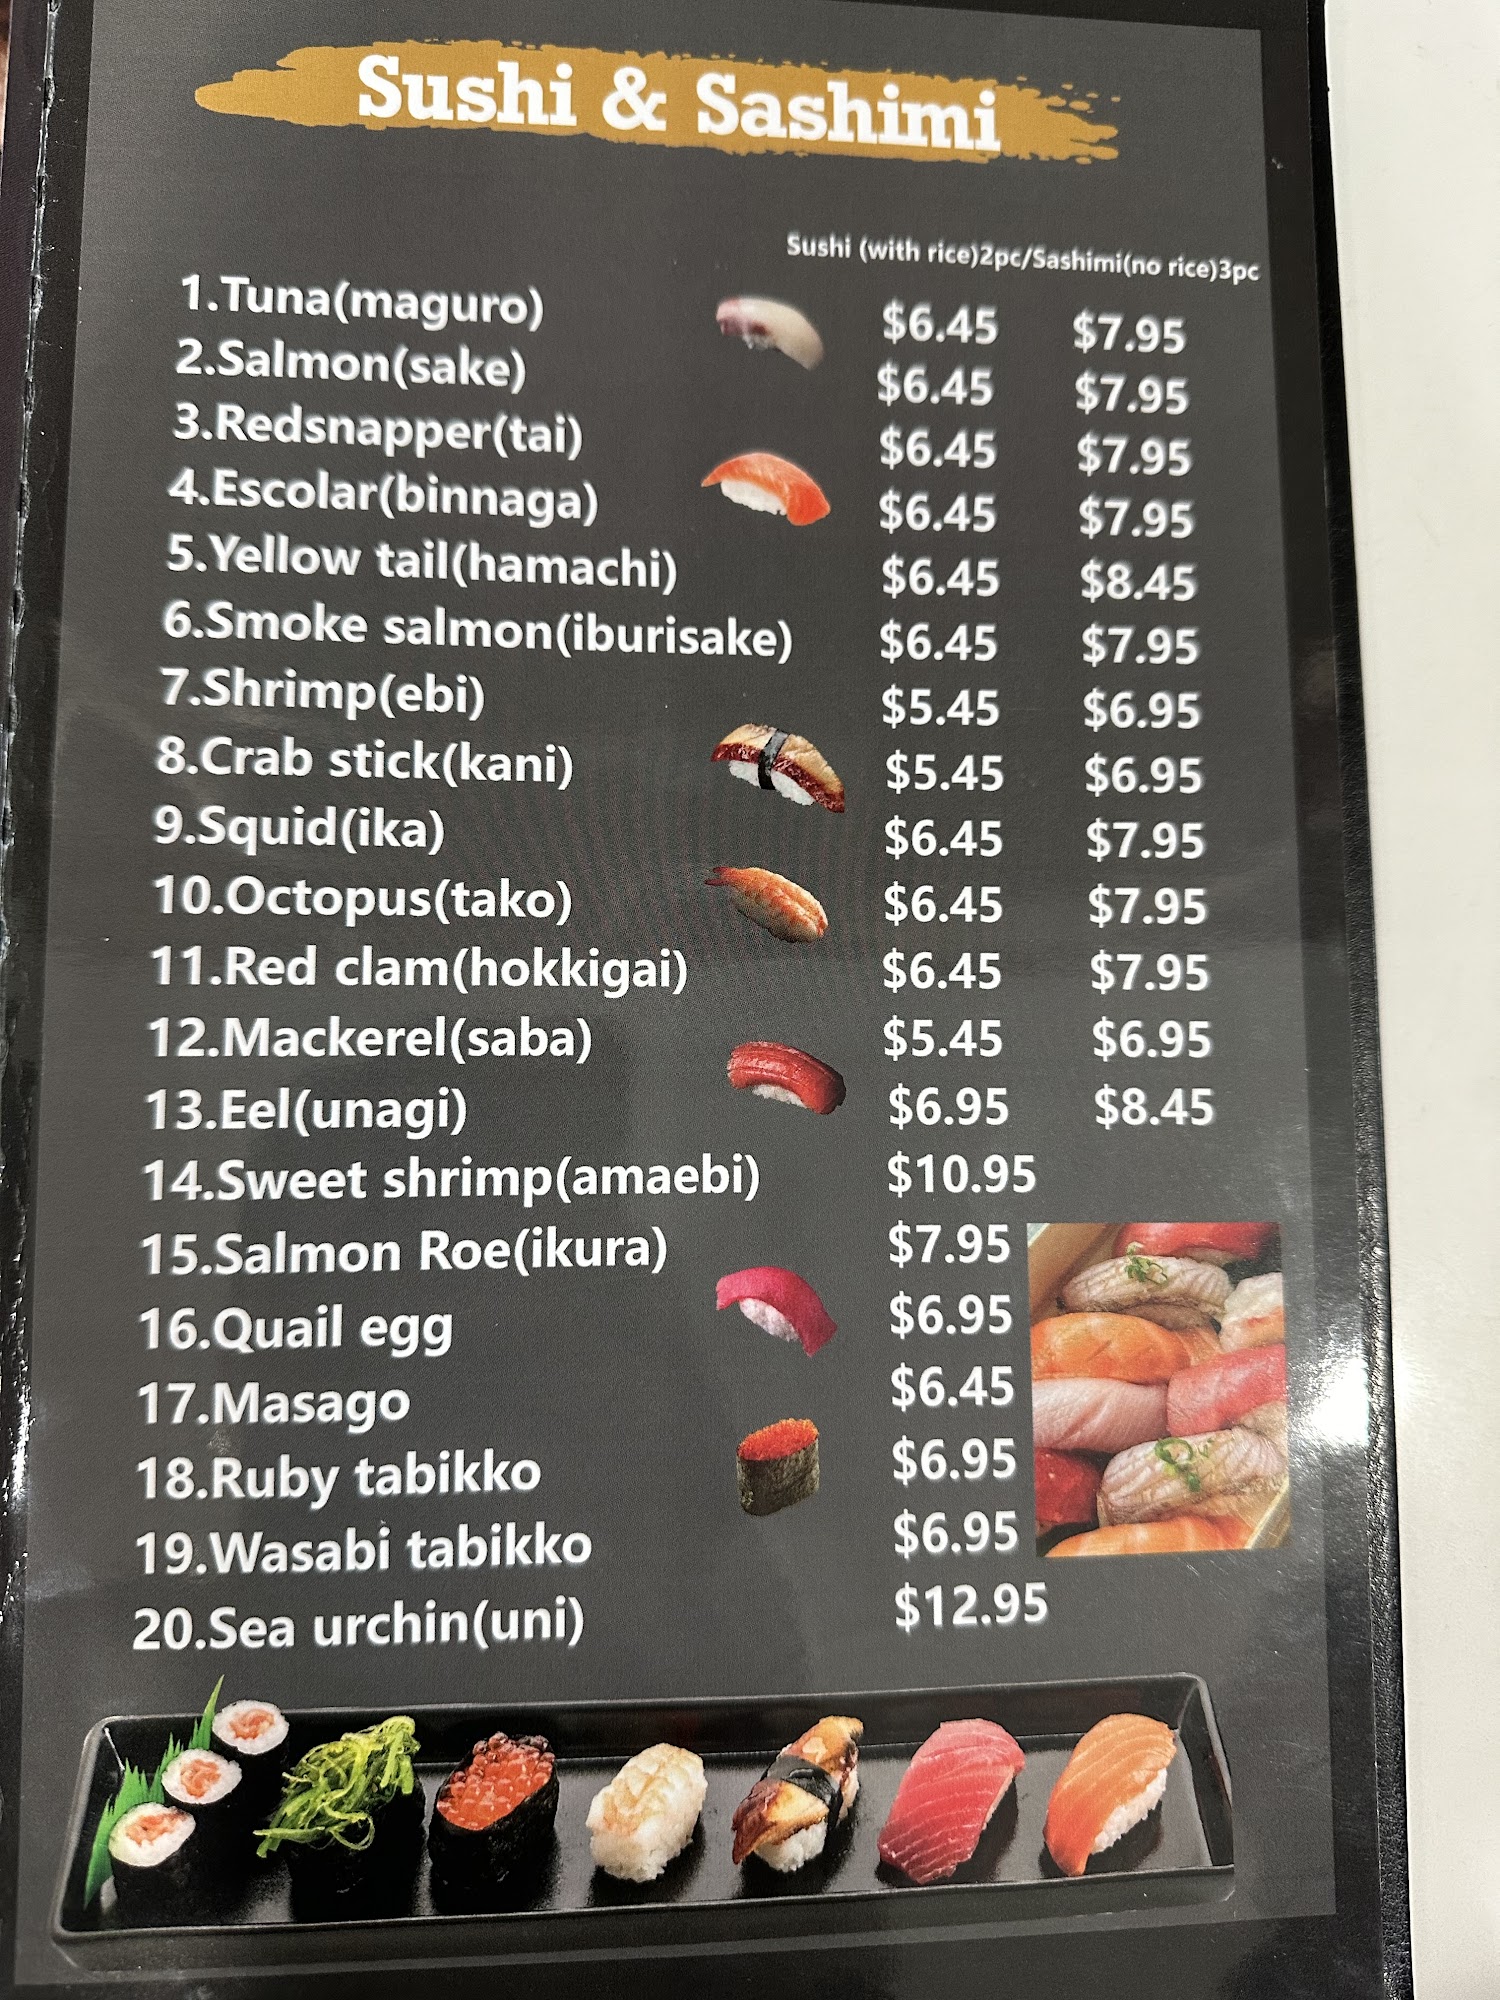 Sushi & Sashimi
Sushi (with rice)2pc/Sashimi(no rice)3pc
1.Tuna(maguro) $6.45 $7.95
2.Salmon(sake) $6.45 $7.95
3.Redsnapper(tai) $6.45 $7.95
4.Escolar(binnaga) $6.45 $7.95
5.Yellow tail(hamachi) $6.45 $8.45
6.Smoke salmon(iburisake) $6.45 $7.95
7.Shrimp(ebi) $5.45 $6.95
8.Crab stick(kani) $5.45 $6.95
9.Squid(ika) $6.45 $7.95
10.Octopus(tako) $6.45 $7.95
11.Red clam(hokkigai) $6.45 $7.95
12.Mackerel(saba) $5.45 $6.95
13.Eel(unagi) $6.95 $8.45
14.Sweet shrimp(amaebi) $10.95
15.Salmon Roe(ikura) $7.95
16.Quail egg $6.95
17.Masago $6.45
18.Ruby tabikko $6.95
19.Wasabi tabikko $6.95
20.Sea urchin(uni) $12.95